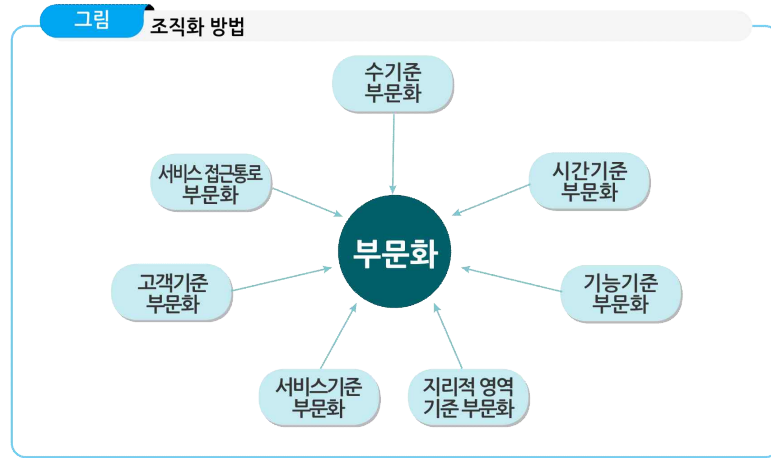 그림
조직화 방법
수기준
부문화
서비스 접근통로
부문화
시간기준
부문화
부문화
고객기준
부문화
기능기준
부문화
서비스기준
부문화
지리적 영역
기준 부문화